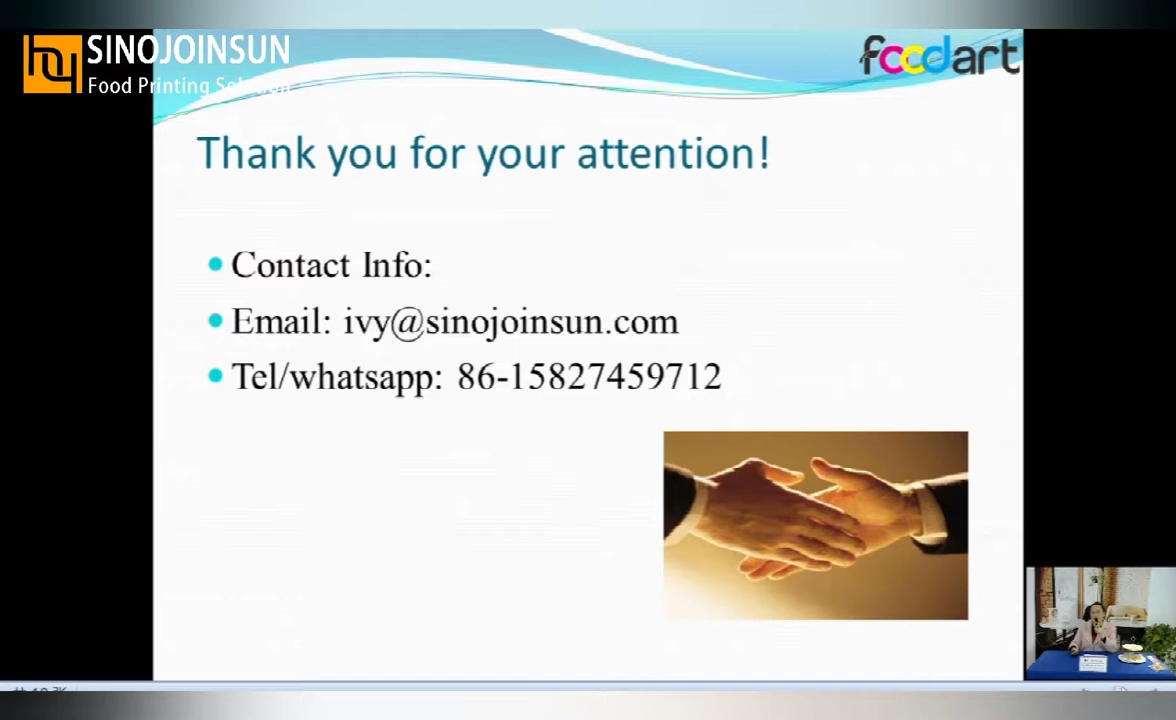 SINOJOINSUN
Food Printing Solution
foodart
Thank you for your attention!
Contact Info:
Email: ivy@sinojoinsun.com
Tel/whatsapp: 86-15827459712